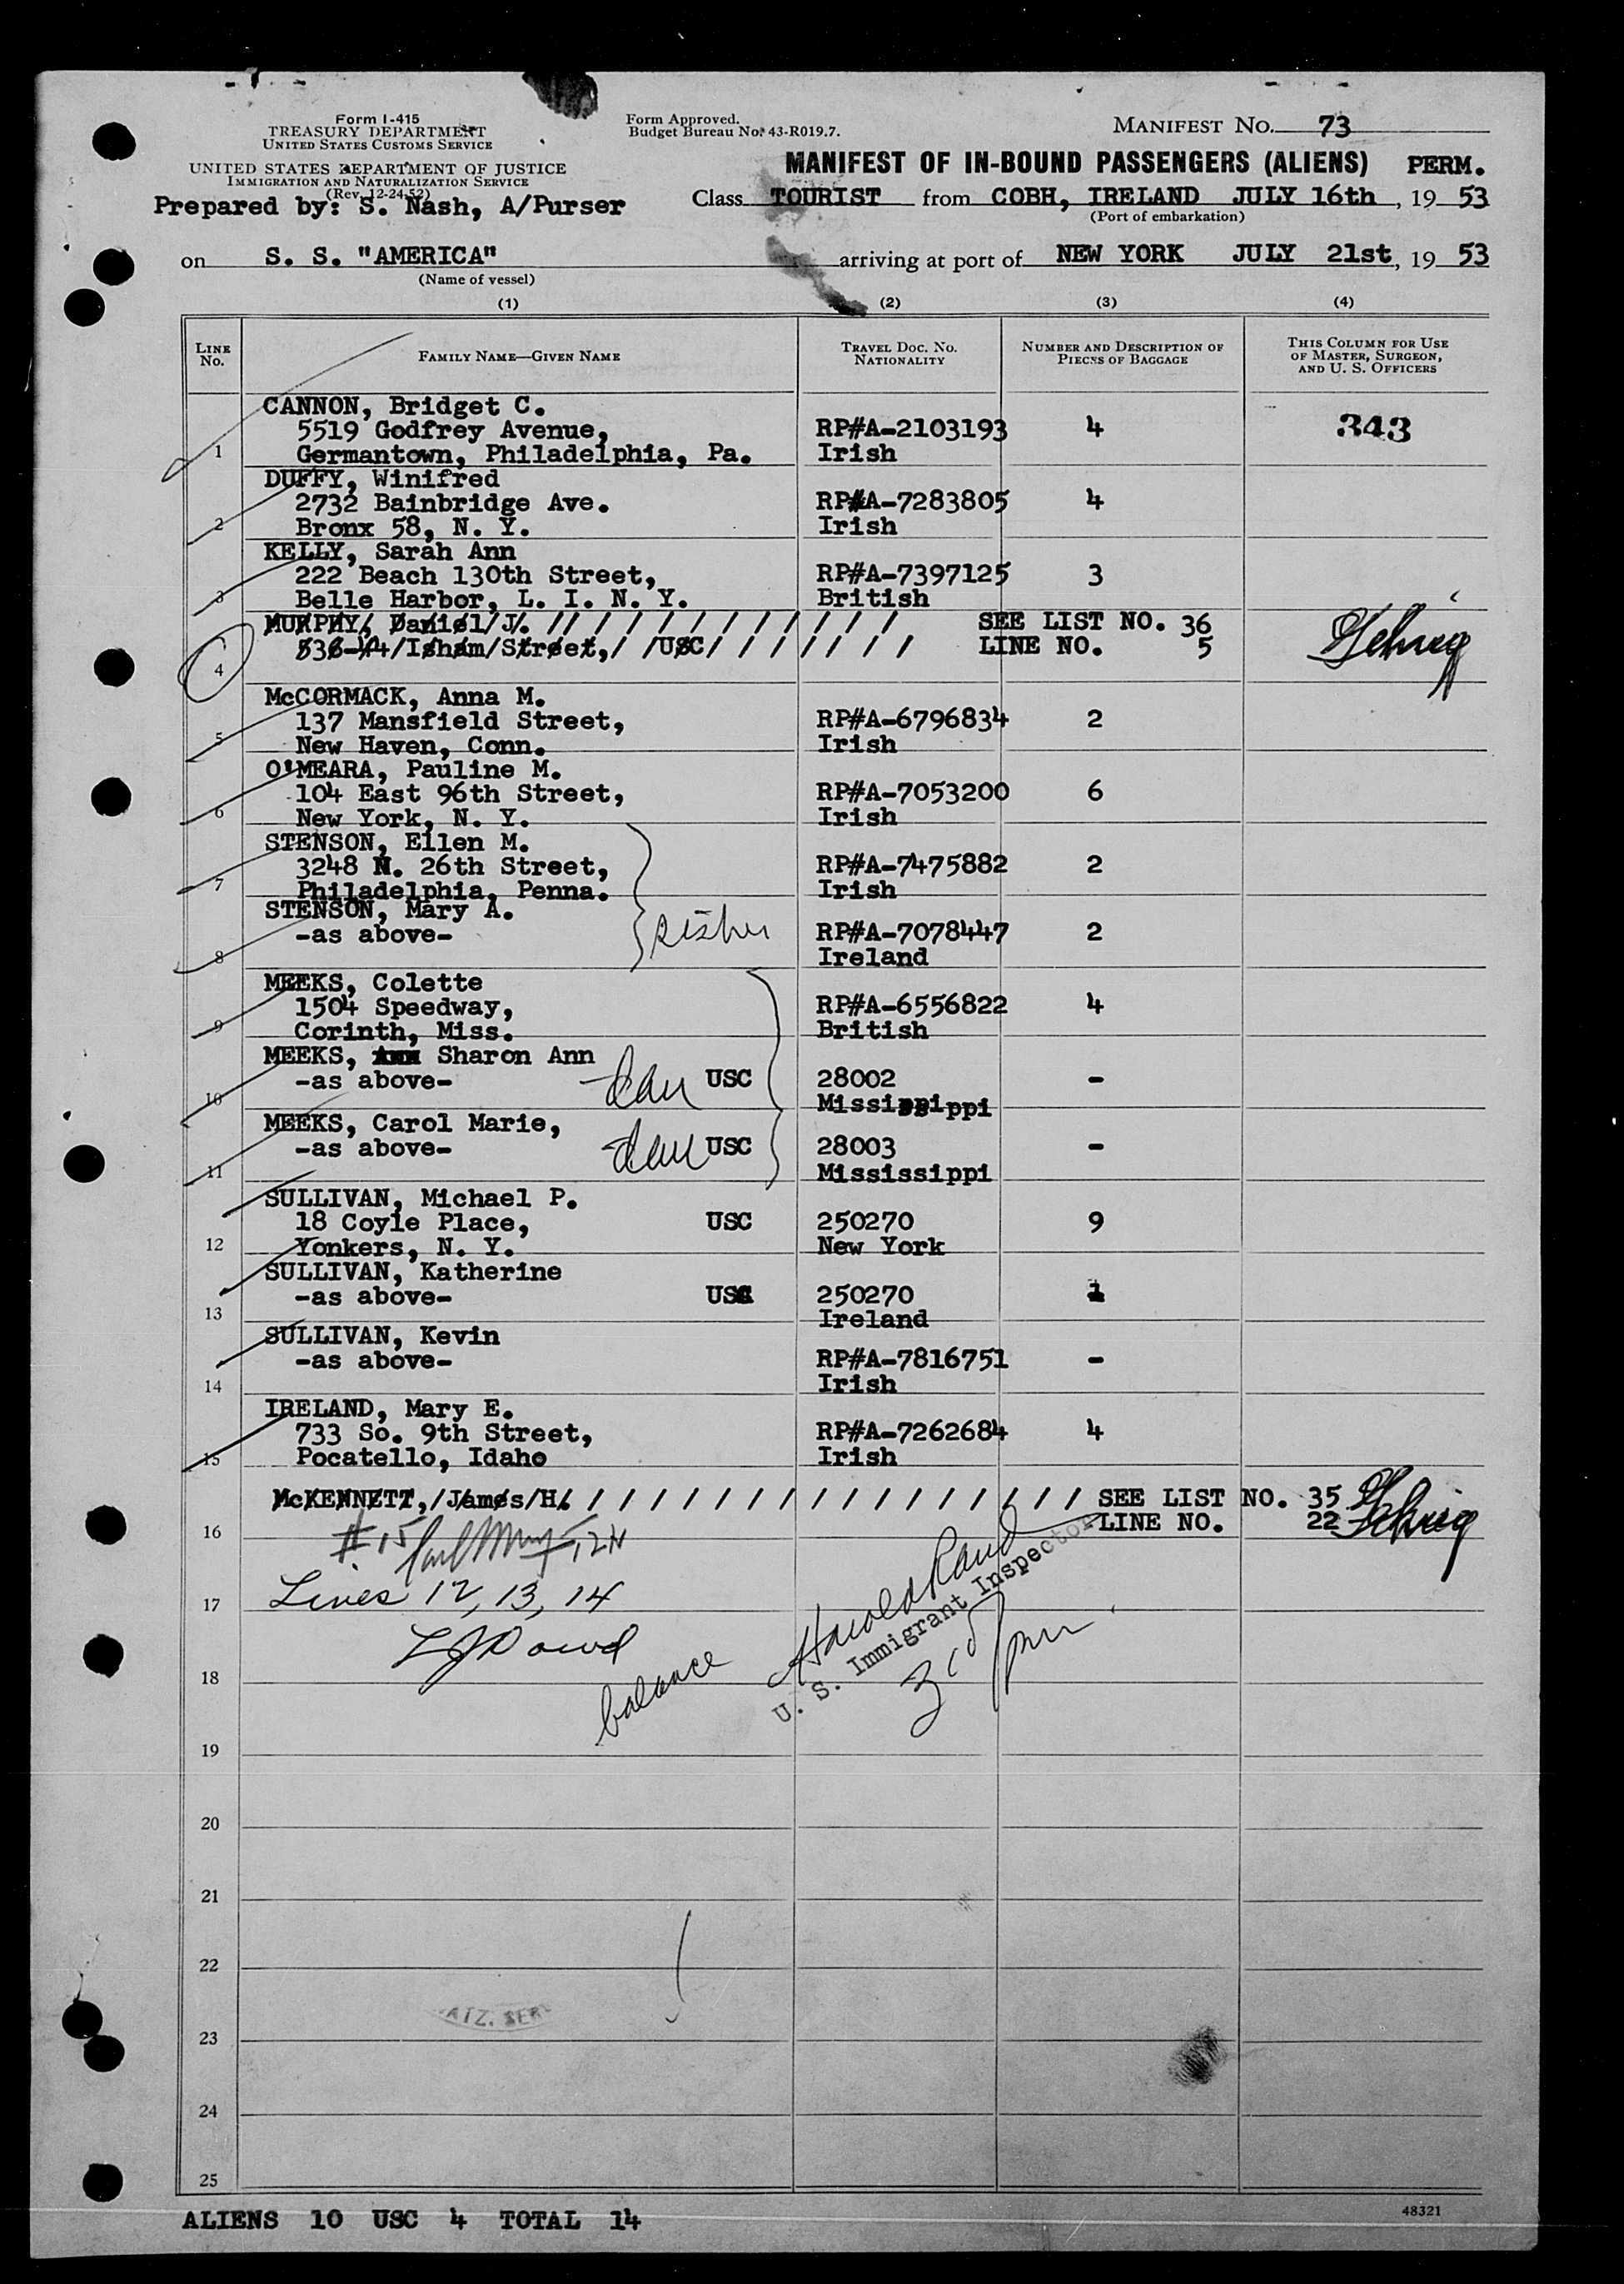 Form I-415
TREASURY DEPARTMENT
UNITED STATES CUSTOMS SERVICE
UNITED STATES DEPARTMENT OF JUSTICE
IMMIGRATION AND NATURALIZATION SERVICE
(Rev. 12-24-52)
Prepared by: S. Nash, A/Purser
Form Approved.
Budget Bureau No. 43-R019.7.
MANIFEST NO. 73
MANIFEST OF IN-BOUND PASSENGERS (ALIENS) PERM.
Class TOURIST from COBH, IRELAND JULY 16th, 19 53
(Port of embarkation)
on S. S. "AMERICA" arriving at port of NEW YORK JULY 21st, 19 53
(Name of vessel)
(1) (2) (3) (4)
LINE No.
FAMILY NAME—GIVEN NAME
TRAVEL DOC. NO. NATIONALITY
NUMBER AND DESCRIPTION OF PIECES OF BAGGAGE
THIS COLUMN FOR USE OF MASTER, SURGEON, AND U. S. OFFICERS
CANNON, Bridget C.
5519 Godfrey Avenue, RP#A-2103193 4 343
1 Germantown, Philadelphia, Pa. Irish
DUFFY, Winifred
2732 Bainbridge Ave. RP#A-7283805 4
2 Bronx 58, N. Y. Irish
KELLY, Sarah Ann
222 Beach 130th Street, RP#A-7397125 3
3 Belle Harbor, L. I. N. Y. British
MURPHY, Daniel J. SEE LIST NO. 36
536-44 Isham Street, USC LINE NO. 5
4
McCORMACK, Anna M.
137 Mansfield Street, RP#A-6796834 2
5 New Haven, Conn. Irish
O'MEARA, Pauline M.
104 East 96th Street, RP#A-7053200 6
6 New York, N. Y. Irish
STENSON, Ellen M.
3248 N. 26th Street, RP#A-7475882 2
7 Philadelphia, Penna. Irish
STENSON, Mary A.
-as above- RP#A-7078447 2
8 Ireland
MEEKS, Colette
1504 Speedway, RP#A-6556822 4
9 Corinth, Miss. British
MEEKS, Sharon Ann
-as above- USC 28002 -
10 Mississippi
MEEKS, Carol Marie,
-as above- USC 28003 -
11 Mississippi
SULLIVAN, Michael P.
18 Coyle Place, USC 250270 9
12 Yonkers, N. Y. New York
SULLIVAN, Katherine
-as above- USC 250270
13 Ireland
SULLIVAN, Kevin
-as above- RP#A-7816751 -
14 Irish
IRELAND, Mary E.
733 So. 9th Street, RP#A-7262684 4
15 Pocatello, Idaho Irish
McKENNETT, James H. SEE LIST NO. 35
16 LINE NO. 22
#15
17 Lines 12, 13, 14
balance
Harold Rand
U. S. Immigrant Inspector
18
19
20
21
22
23
24
25
ALIENS 10 USC 4 TOTAL 14
48321